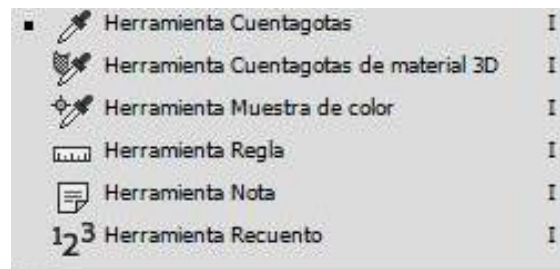 Herramienta Cuentagotas I
Herramienta Cuentagotas de material 3D I
Herramienta Muestra de color I
Herramienta Regla I
Herramienta Nota I
123 Herramienta Recuento I